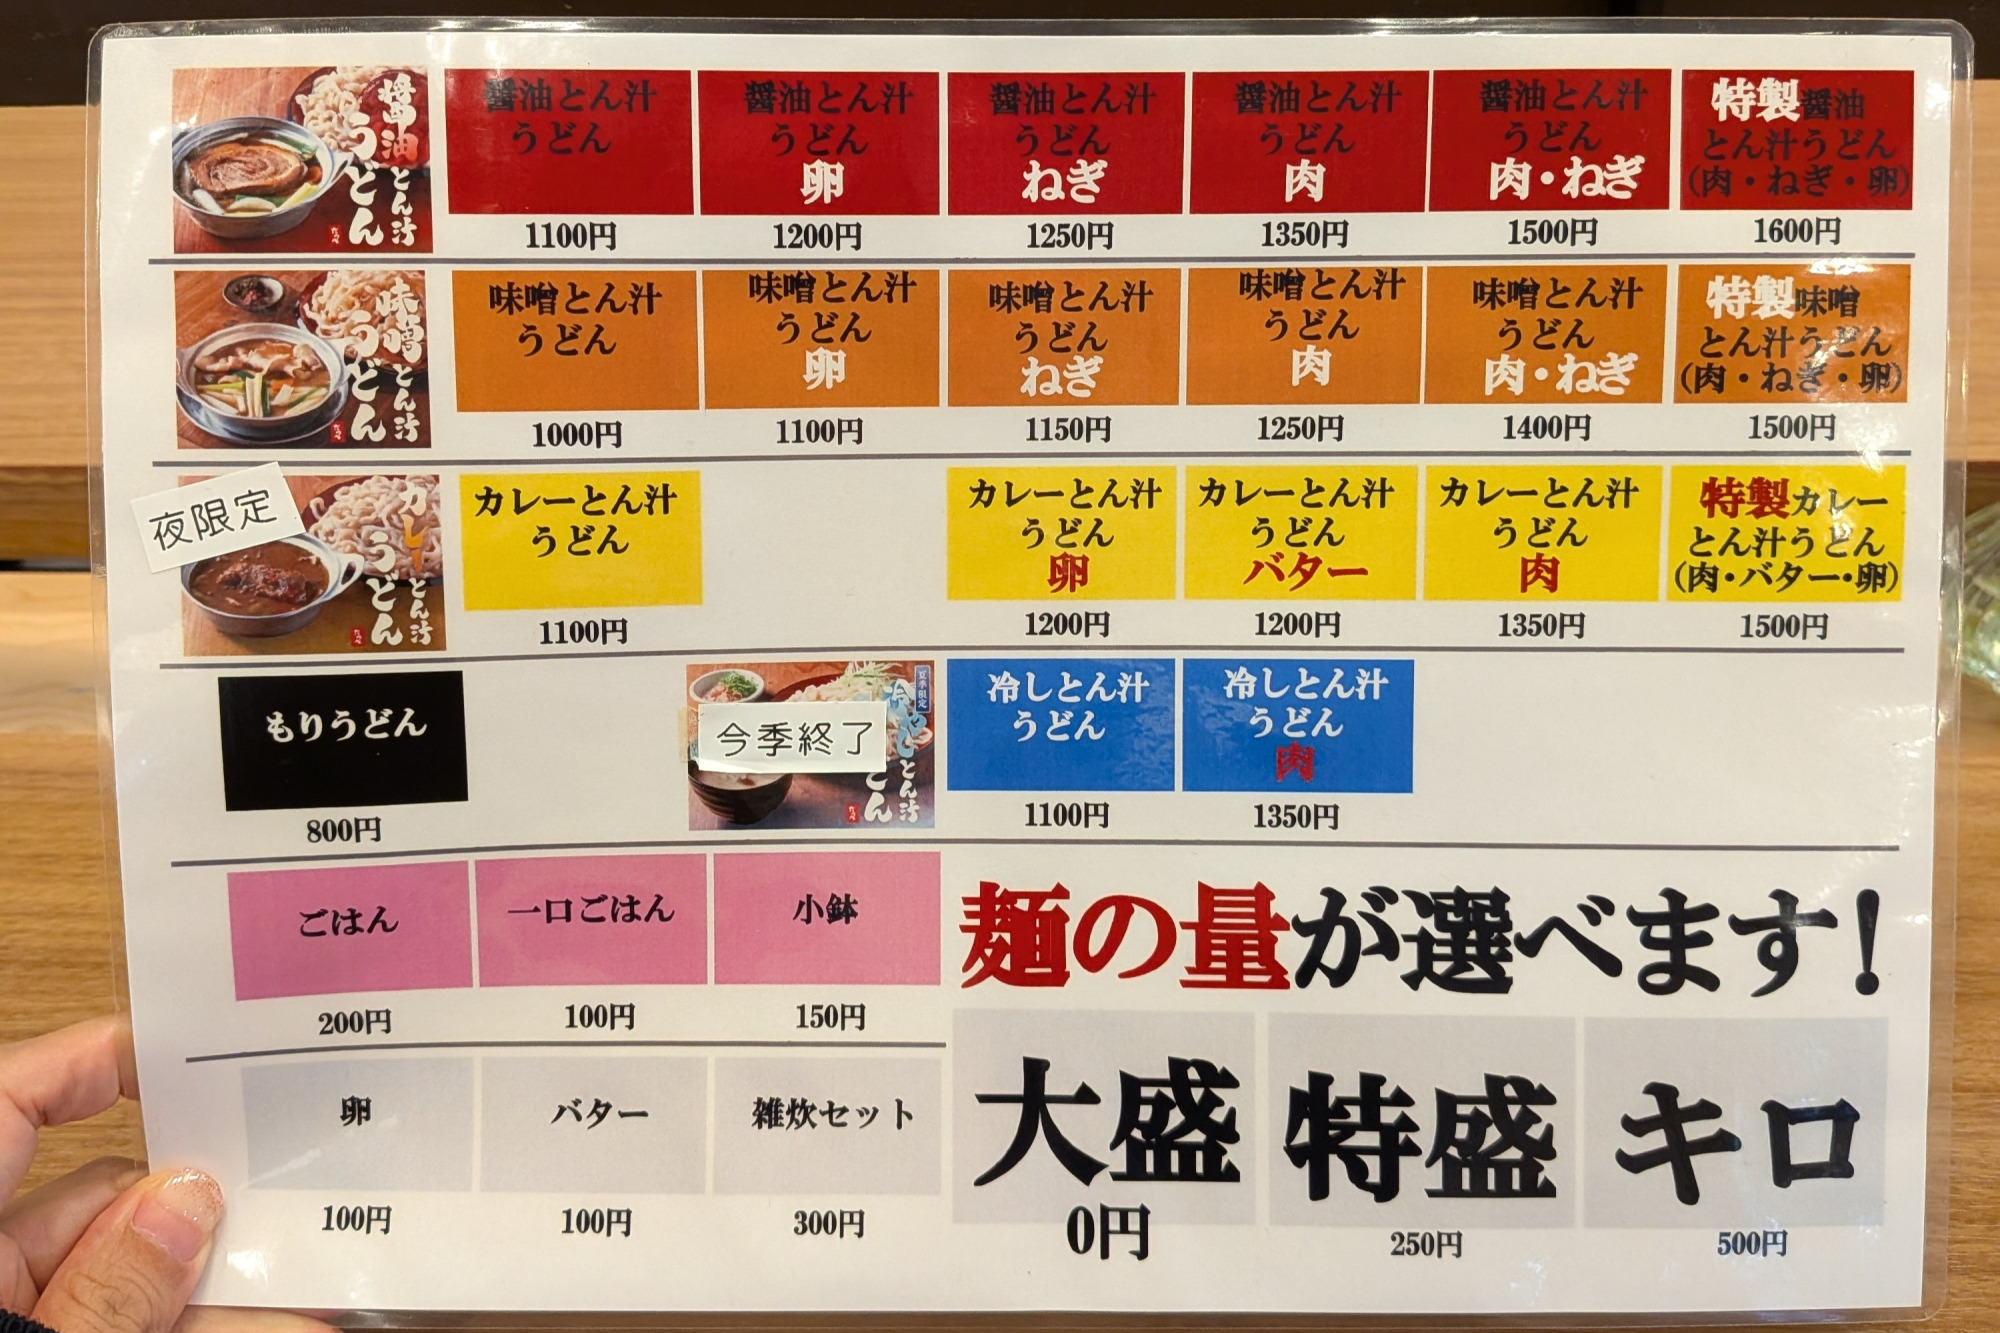 醤油とん汁うどん
醤油とん汁
うどん
1100円
醤油とん汁
うどん
卵
1200円
醤油とん汁
うどん
ねぎ
1250円
醤油とん汁
うどん
肉
1350円
醤油とん汁
うどん
肉・ねぎ
1500円
特製醤油
とん汁うどん
(肉・ねぎ・卵)
1600円
味噌とん汁うどん
味噌とん汁
うどん
1000円
味噌とん汁
うどん
卵
1100円
味噌とん汁
うどん
ねぎ
1150円
味噌とん汁
うどん
肉
1250円
味噌とん汁
うどん
肉・ねぎ
1400円
特製味噌
とん汁うどん
(肉・ねぎ・卵)
1500円
夜限定
カレーとん汁うどん
カレーとん汁
うどん
1100円
カレーとん汁
うどん
卵
1200円
カレーとん汁
うどん
バター
1200円
カレーとん汁
うどん
肉
1350円
特製カレー
とん汁うどん
(肉・バター・卵)
1500円
もりうどん
800円
夏季限定
今季終了
冷やしとん汁
どん
冷しとん汁
うどん
1100円
冷しとん汁
うどん
肉
1350円
ごはん
200円
一口ごはん
100円
小鉢
150円
麺の量が選べます!
卵
100円
バター
100円
雑炊セット
300円
大盛
0円
特盛
250円
キロ
500円